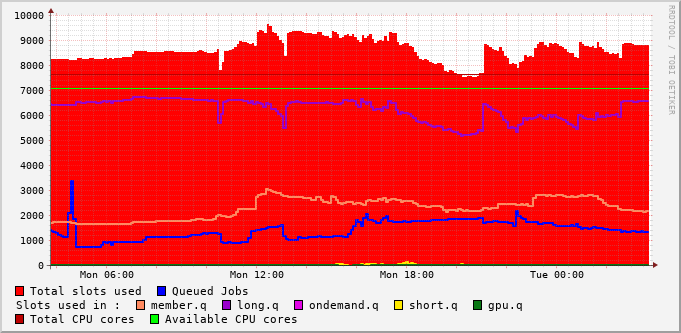 10000
9000
8000
7000
6000
5000
4000
3000
2000
1000
0
Mon 06:00 Mon 12:00 Mon 18:00 Tue 00:00
Total slots used Queued Jobs
Slots used in : member.q long.q ondemand.q short.q gpu.q
Total CPU cores Available CPU cores
RRDTOOL / TOBI OETIKER